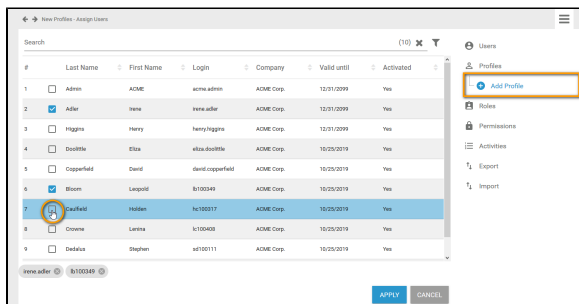 New Profiles - Assign Users
Search (10)
# Last Name First Name Login Company Valid until Activated
1 Admin ACME acme.admin ACME Corp. 12/31/2099 Yes
2 Adler Irene irene.adler ACME Corp. 12/31/2099 Yes
3 Higgins Henry henry.higgins ACME Corp. 12/31/2099 Yes
4 Doolittle Eliza eliza.doolittle ACME Corp. 10/25/2019 Yes
5 Copperfield David david.copperfield ACME Corp. 10/25/2019 Yes
6 Bloom Leopold lb100349 ACME Corp. 10/25/2019 Yes
7 Caulfield Holden hc100317 ACME Corp. 10/25/2019 Yes
8 Crowne Lenina lc100408 ACME Corp. 10/25/2019 Yes
9 Dedalus Stephen sd100111 ACME Corp. 10/25/2019 Yes
irene.adler lb100349
APPLY CANCEL
Users
Profiles
Add Profile
Roles
Permissions
Activities
Export
Import